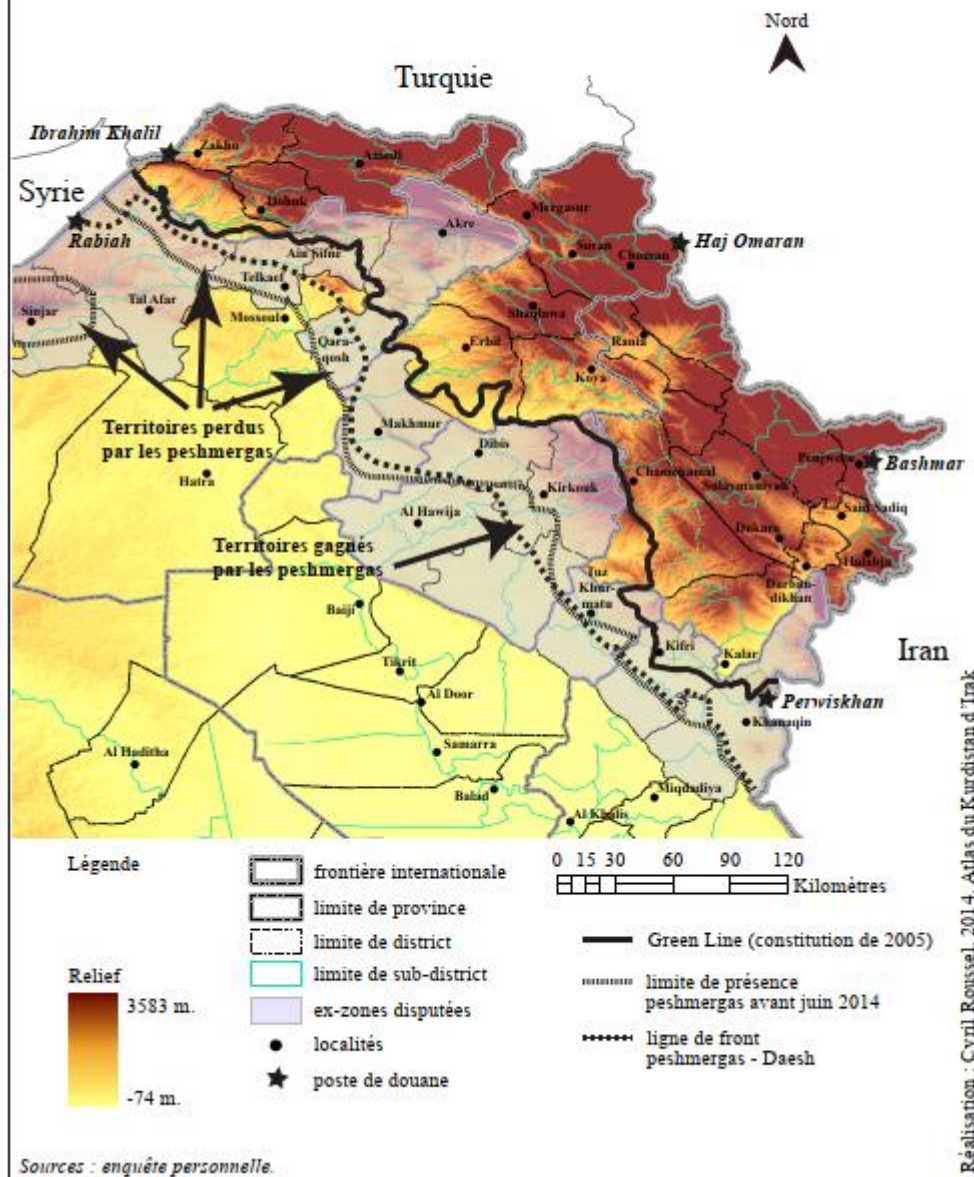 Nord
Turquie
Ibrahim Khalil
Zakhu
Amedi
Syrie
Dohuk
Mergasur
Rabiah
Akre
Haj Omaran
Soran
Choman
Ain Sifne
Telkaef
Tal Afar
Sinjar
Shaqlawa
Mossoul
Qara-
qosh
Erbil
Rania
Koya
Territoires perdus
par les peshmergas
Makhmur
Dibis
Hatra
Chamchamal
Penjwen
Bashmar
Sulaymaniyah
Kirkouk
Said Sadiq
Al Hawija
Dukare
Territoires gagnés
par les peshmergas
Halabja
Tuz
Khur-
matu
Darban-
dikhan
Baiji
Iran
Kifri
Kalar
Tikrit
Al Door
Perwiskhan
Khanaqin
Samarra
Al Haditha
Balad
Miqdadiya
Al Khalis
Légende
frontière internationale
limite de province
limite de district
limite de sub-district
ex-zones disputées
localités
poste de douane
Relief
3583 m.
-74 m.
0 15 30 60 90 120
Kilomètres
Green Line (constitution de 2005)
limite de présence
peshmergas avant juin 2014
ligne de front
peshmergas - Daesh
Sources : enquête personnelle.
Réalisation : Cyril Roussel, 2014. Atlas du Kurdistan d'Irak